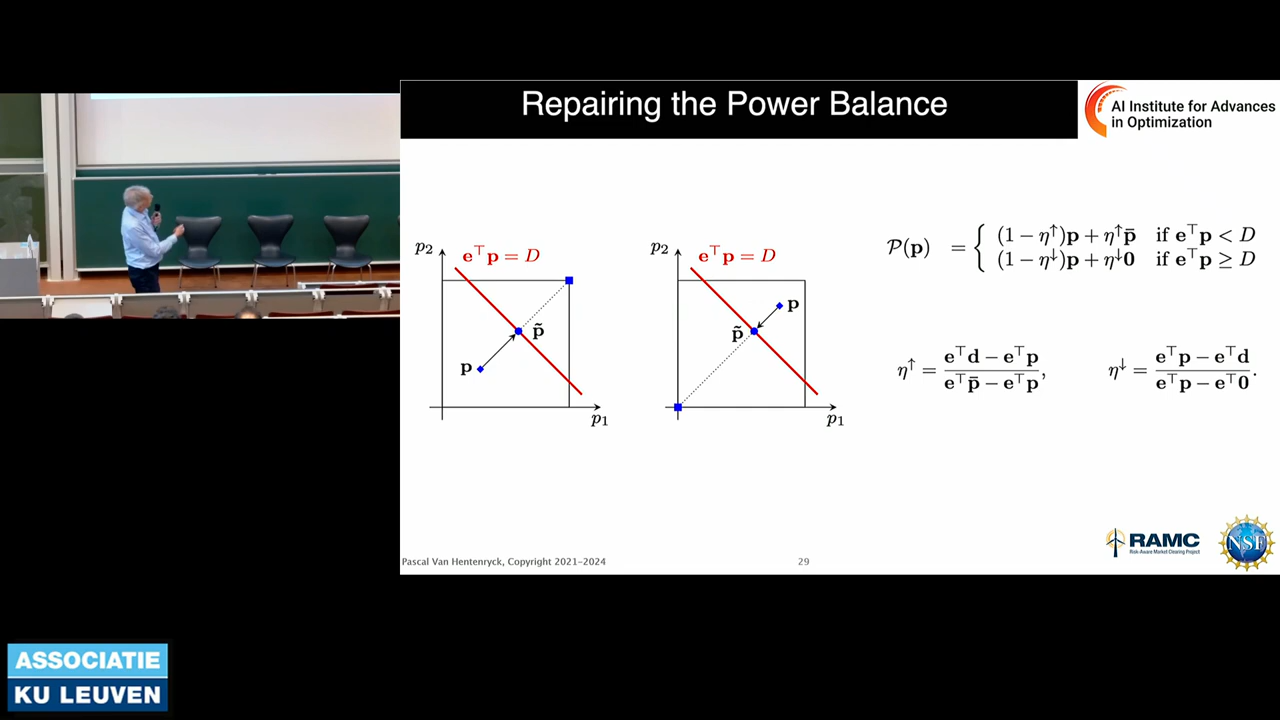 Repairing the Power Balance
AI Institute for Advances
in Optimization
p₂
e⊤p = D
p̃
p
p₁
p₂
e⊤p = D
p
p̃
p₁
𝒫(p) = { (1 − η↑)p + η↑p̄ if e⊤p < D
(1 − η↓)p + η↓0 if e⊤p ≥ D
η↑ = (e⊤d − e⊤p) / (e⊤p̄ − e⊤p), η↓ = (e⊤p − e⊤d) / (e⊤p − e⊤0).
RAMC
Risk-Aware Market Clearing Project
NSF
Pascal Van Hentenryck, Copyright 2021-2024
29
ASSOCIATIE
KU LEUVEN